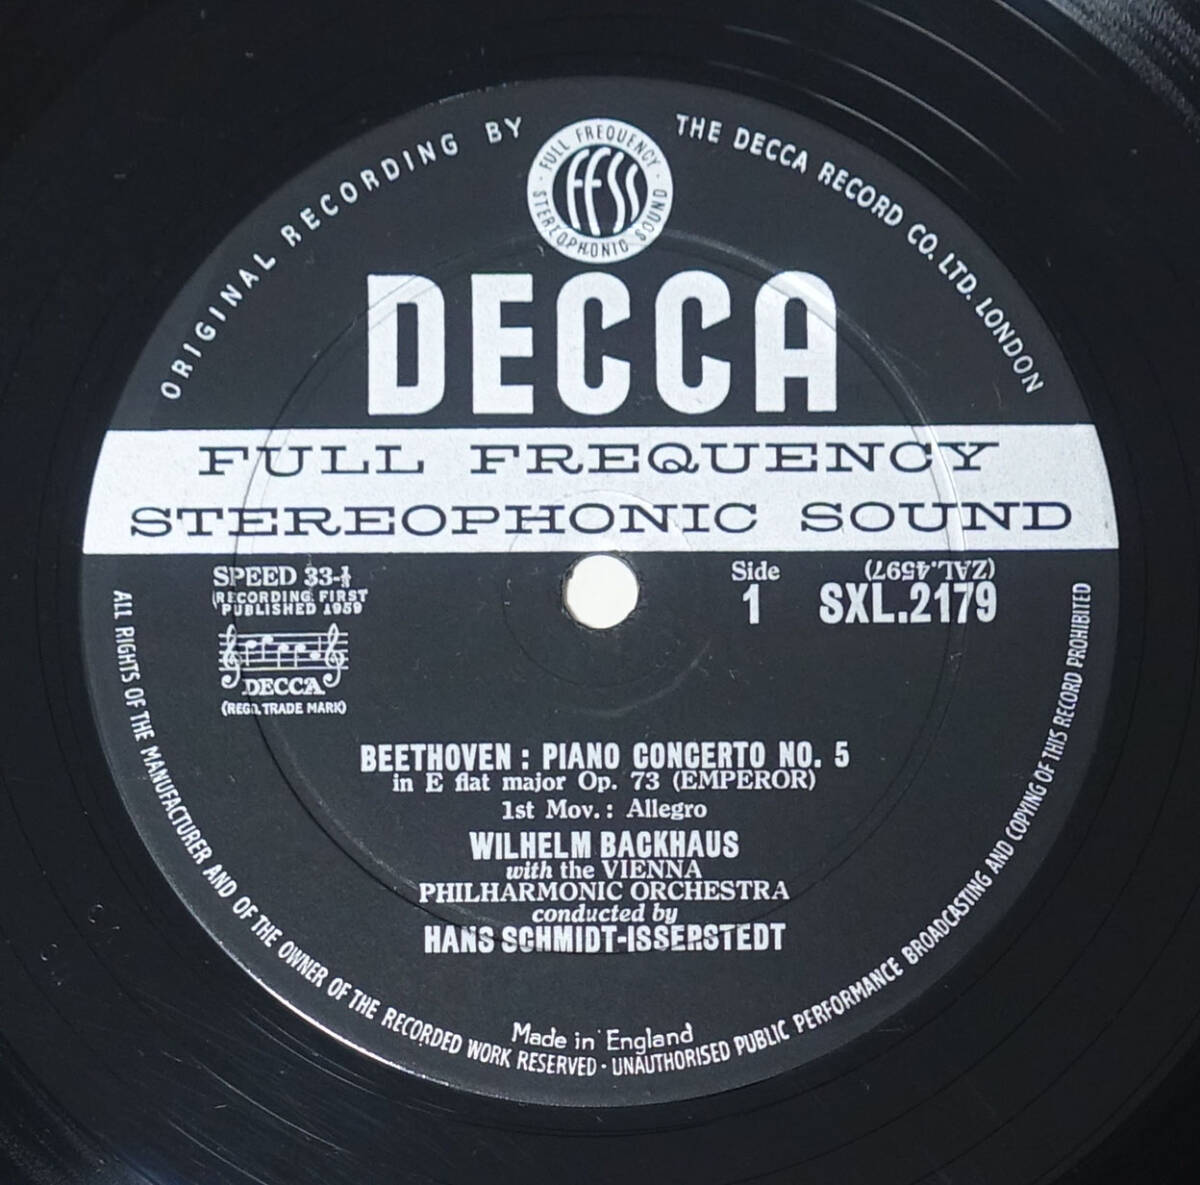 ORIGINAL RECORDING BY THE DECCA RECORD CO. LTD. LONDON
· FULL FREQUENCY · STEREOPHONIC SOUND
FFSS
DECCA
FULL FREQUENCY
STEREOPHONIC SOUND
SPEED 33-⅓
(RECORDING FIRST
PUBLISHED 1959
DECCA
(REGD. TRADE MARK)
Side
1
(ZAL.4597)
SXL.2179
BEETHOVEN : PIANO CONCERTO NO. 5
in E flat major Op. 73 (EMPEROR)
1st Mov.: Allegro
WILHELM BACKHAUS
with the VIENNA
PHILHARMONIC ORCHESTRA
conducted by
HANS SCHMIDT-ISSERSTEDT
Made in England
ALL RIGHTS OF THE MANUFACTURER AND OF THE OWNER OF THE RECORDED WORK RESERVED · UNAUTHORISED PUBLIC PERFORMANCE BROADCASTING AND COPYING OF THIS RECORD PROHIBITED